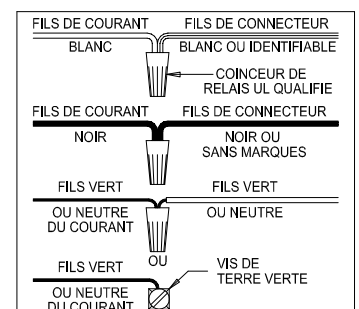 FILS DE COURANT FILS DE CONNECTEUR
BLANC BLANC OU IDENTIFIABLE
COINCEUR DE
RELAIS UL QUALIFIE
FILS DE COURANT FILS DE CONNECTEUR
NOIR NOIR OU
SANS MARQUES
FILS VERT FILS VERT
OU NEUTRE OU NEUTRE
DU COURANT
OU
FILS VERT VIS DE
TERRE VERTE
OU NEUTRE
DU COURANT